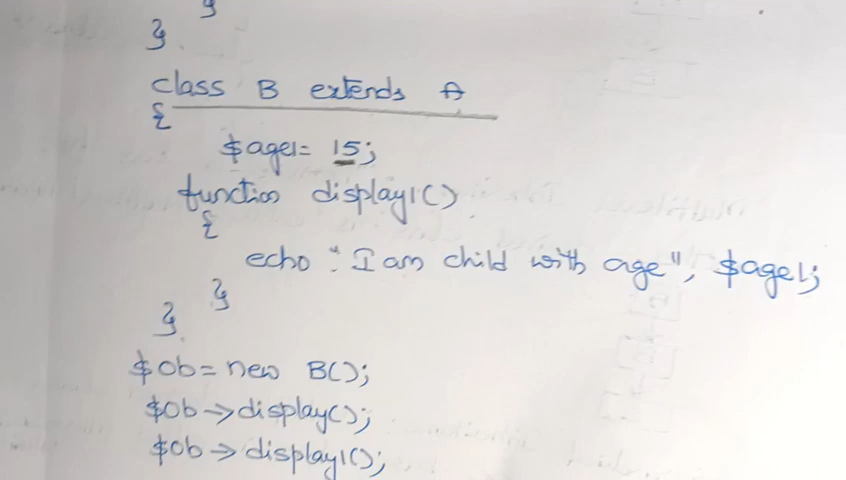 }
}
class B extends A
{
$age1= 15;
function display1()
{
echo "I am child with age", $age1;
}
}
$ob = new B();
$ob->display();
$ob->display1();